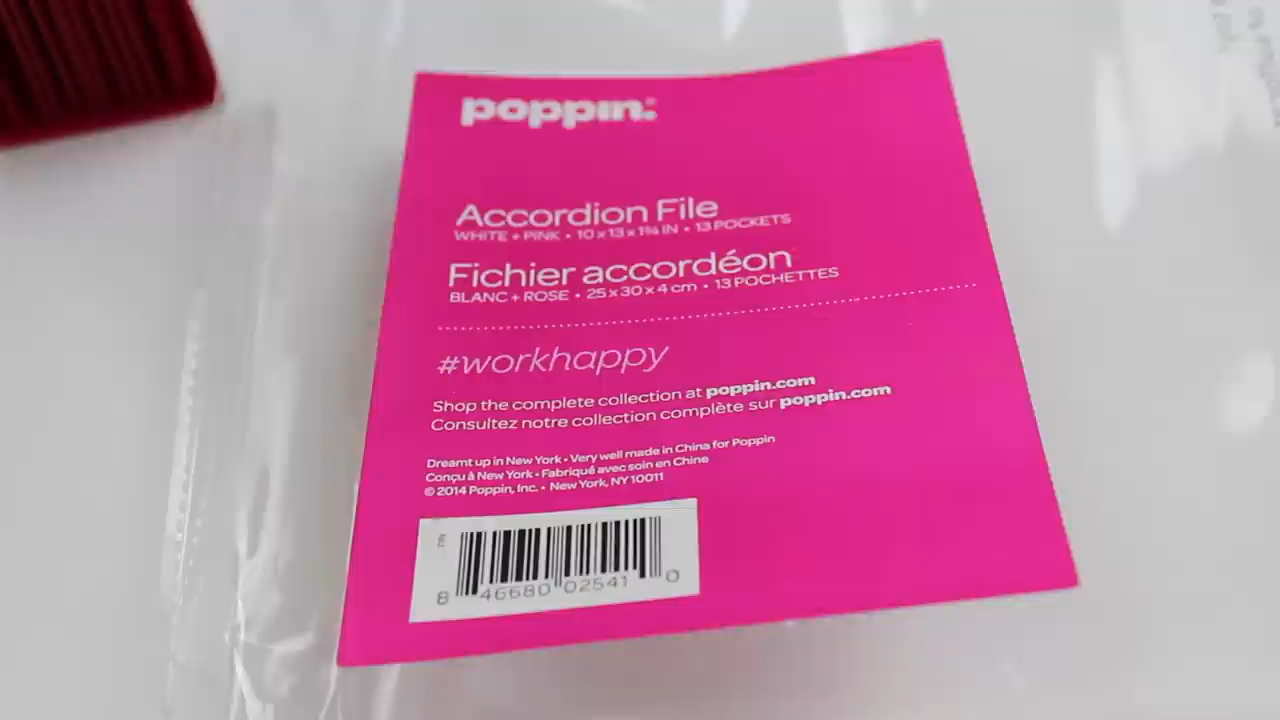 poppin.
Accordion File
WHITE + PINK • 10 x 13 x 1¾ IN • 13 POCKETS
Fichier accordéon
BLANC + ROSE • 25 x 30 x 4 cm • 13 POCHETTES
#workhappy
Shop the complete collection at poppin.com
Consultez notre collection complète sur poppin.com
Dreamt up in New York • Very well made in China for Poppin
Conçu à New York • Fabriqué avec soin en Chine
© 2014 Poppin, Inc. • New York, NY 10011
8 46680 02541 0